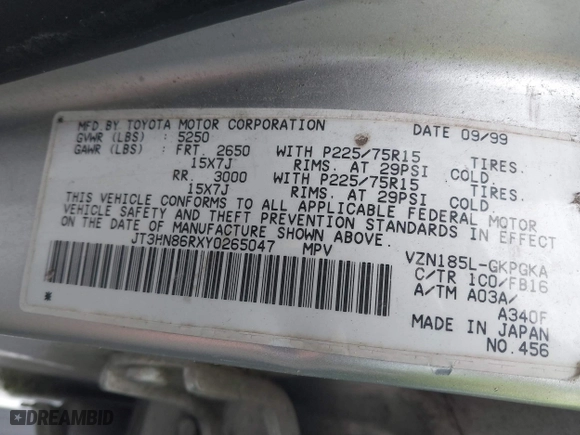 MFD.BY TOYOTA MOTOR CORPORATION DATE 09/99
GVWR (LBS) : 5250
GAWR (LBS) : FRT. 2650 WITH P225/75R15 TIRES.
15X7J RIMS. AT 29PSI COLD.
RR. 3000 WITH P225/75R15 TIRES.
15X7J RIMS. AT 29PSI COLD.
THIS VEHICLE CONFORMS TO ALL APPLICABLE FEDERAL MOTOR
VEHICLE SAFETY AND THEFT PREVENTION STANDARDS IN EFFECT
ON THE DATE OF MANUFACTURE SHOWN ABOVE.
JT3HN86RXY0265047 MPV
VZN185L-GKPGKA
C/TR 1C0/FB16
A/TM A03A/
A340F
MADE IN JAPAN
NO.456
DREAMBID